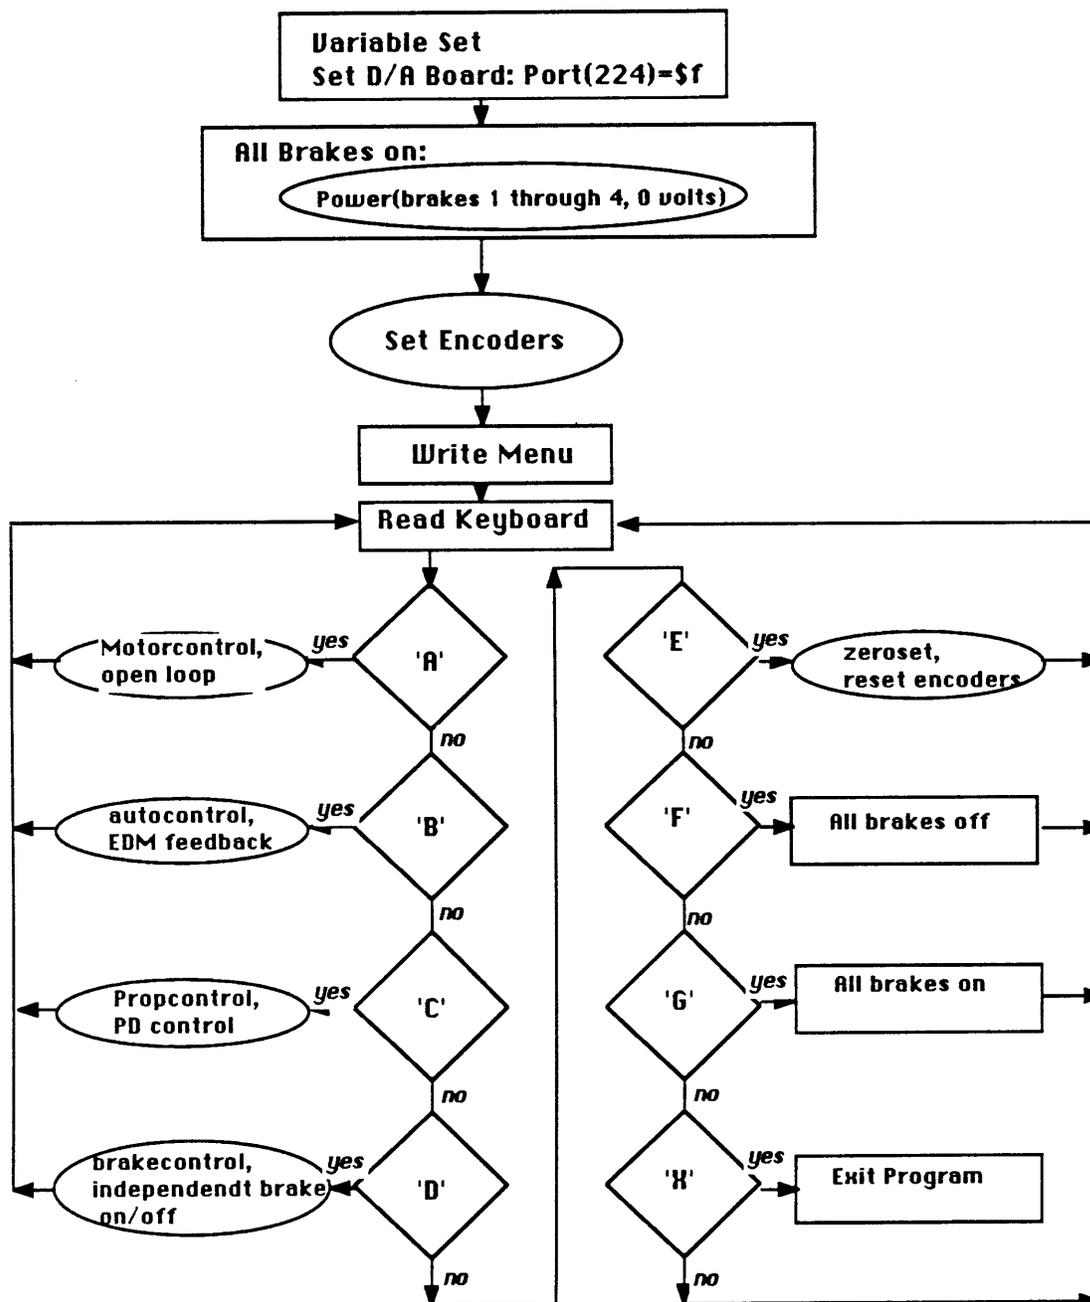 Variable Set
Set D/A Board: Port(224)=$f
All Brakes on:
Power(brakes 1 through 4, 0 volts)
Set Encoders
Write Menu
Read Keyboard
Motorcontrol,
open loop
yes
'A'
no
autocontrol,
EDM feedback
yes
'B'
no
Propcontrol,
PD control
yes
'C'
no
brakecontrol,
independendt brake
on/off
yes
'D'
no
'E'
yes
zeroset,
reset encoders
no
'F'
yes
All brakes off
no
'G'
yes
All brakes on
no
'X'
yes
Exit Program
no